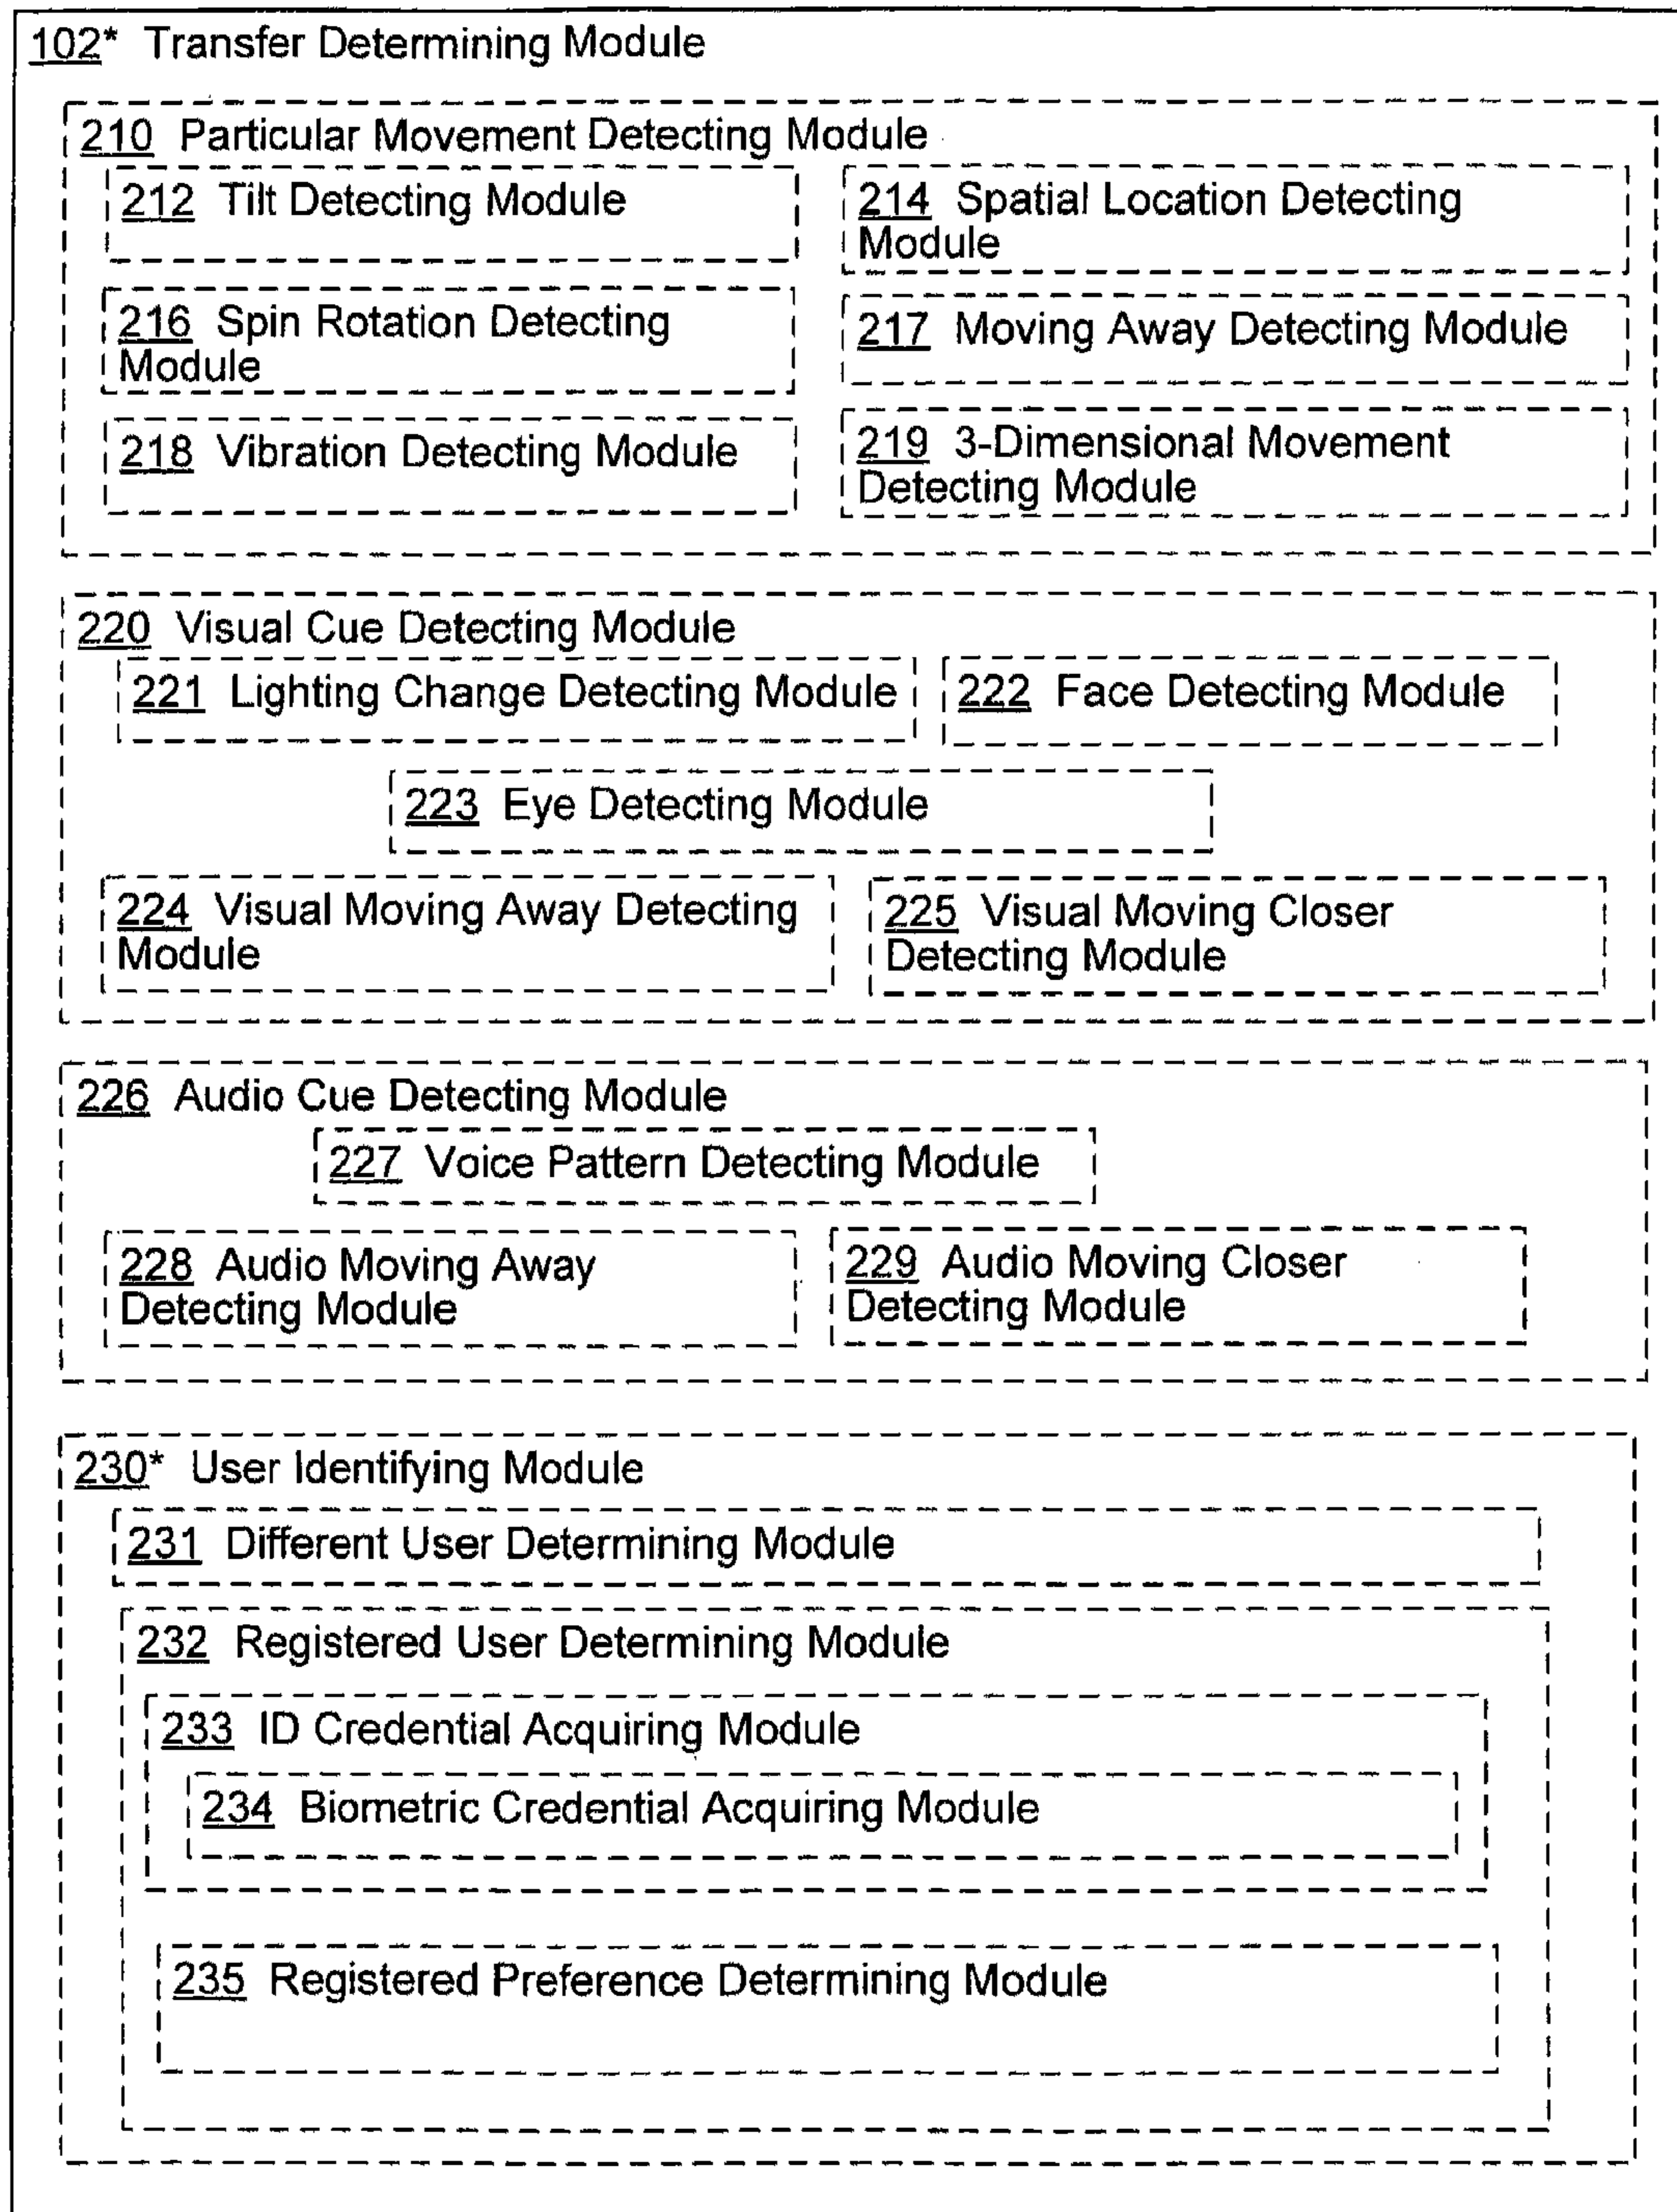 102* Transfer Determining Module
210 Particular Movement Detecting Module
212 Tilt Detecting Module
214 Spatial Location Detecting
Module
216 Spin Rotation Detecting
Module
217 Moving Away Detecting Module
218 Vibration Detecting Module
219 3-Dimensional Movement
Detecting Module
220 Visual Cue Detecting Module
221 Lighting Change Detecting Module
222 Face Detecting Module
223 Eye Detecting Module
224 Visual Moving Away Detecting
Module
225 Visual Moving Closer
Detecting Module
226 Audio Cue Detecting Module
227 Voice Pattern Detecting Module
228 Audio Moving Away
Detecting Module
229 Audio Moving Closer
Detecting Module
230* User Identifying Module
231 Different User Determining Module
232 Registered User Determining Module
233 ID Credential Acquiring Module
234 Biometric Credential Acquiring Module
235 Registered Preference Determining Module